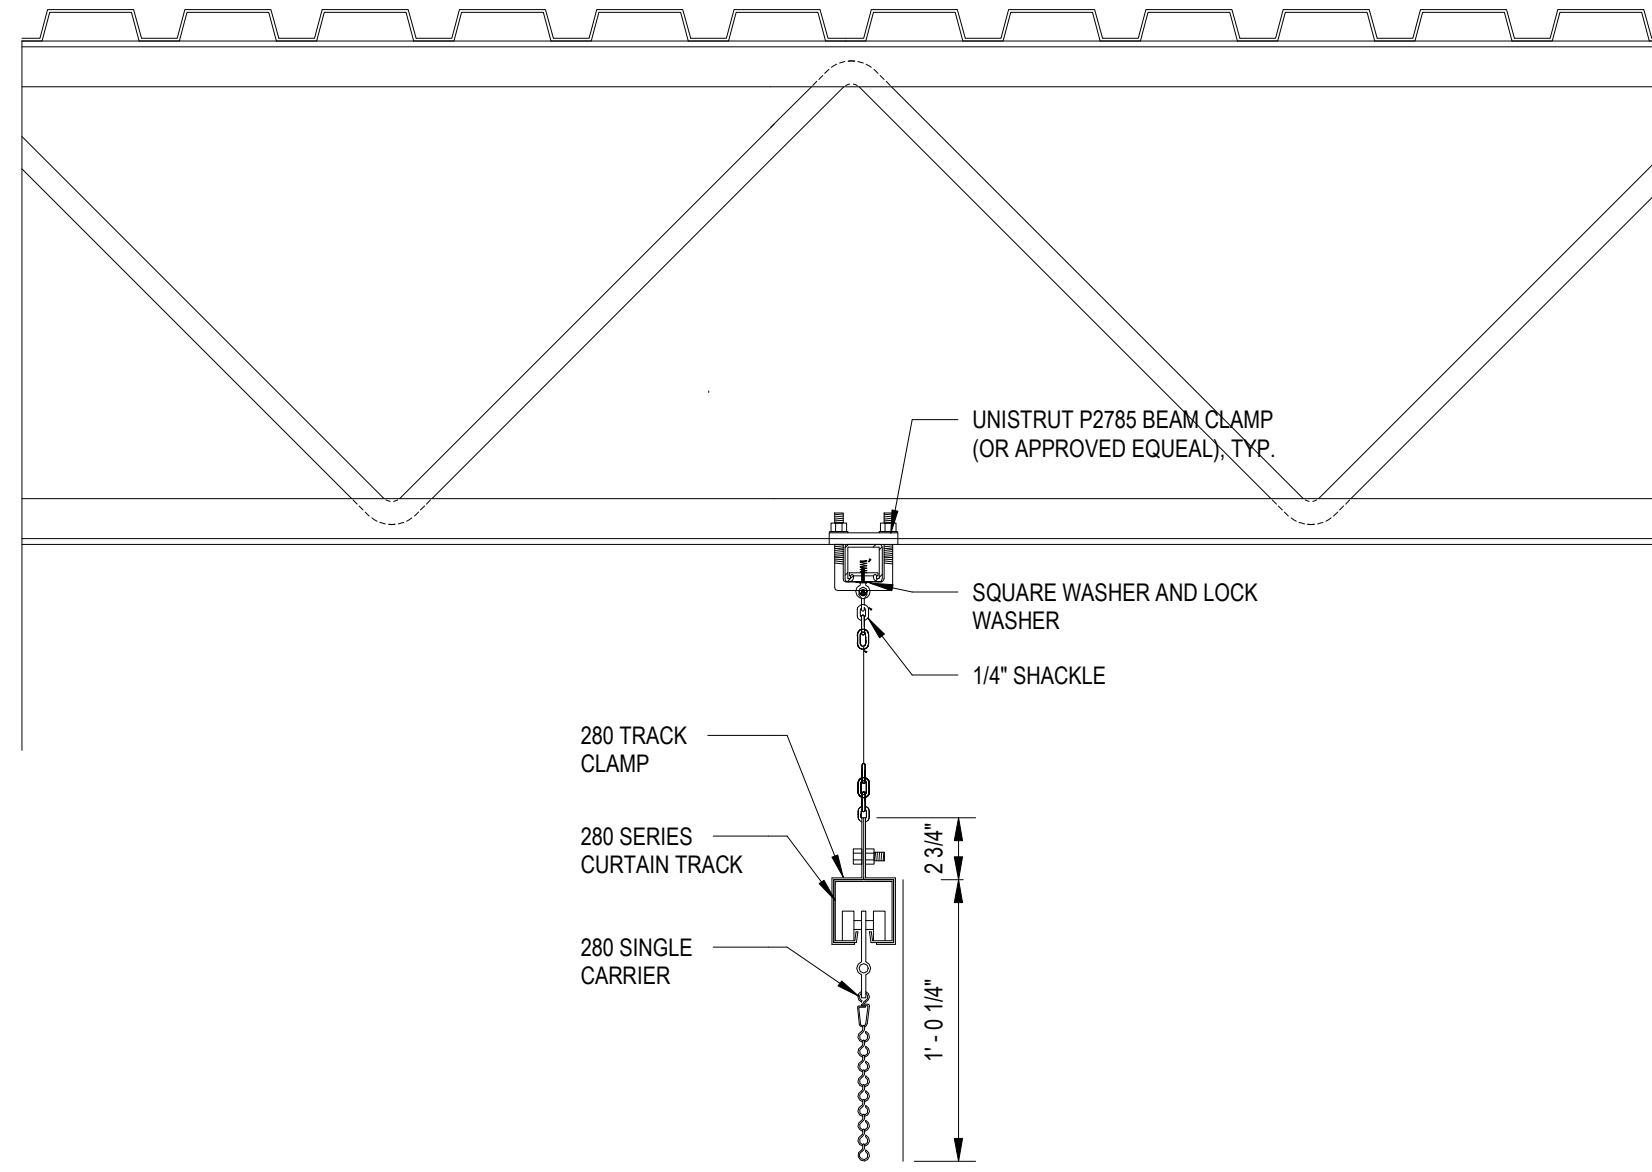 UNISTRUT P2785 BEAM CLAMP
(OR APPROVED EQUEAL), TYP.
SQUARE WASHER AND LOCK
WASHER
1/4" SHACKLE
280 TRACK
CLAMP
280 SERIES
CURTAIN TRACK
280 SINGLE
CARRIER
2 3/4"
1' - 0 1/4"